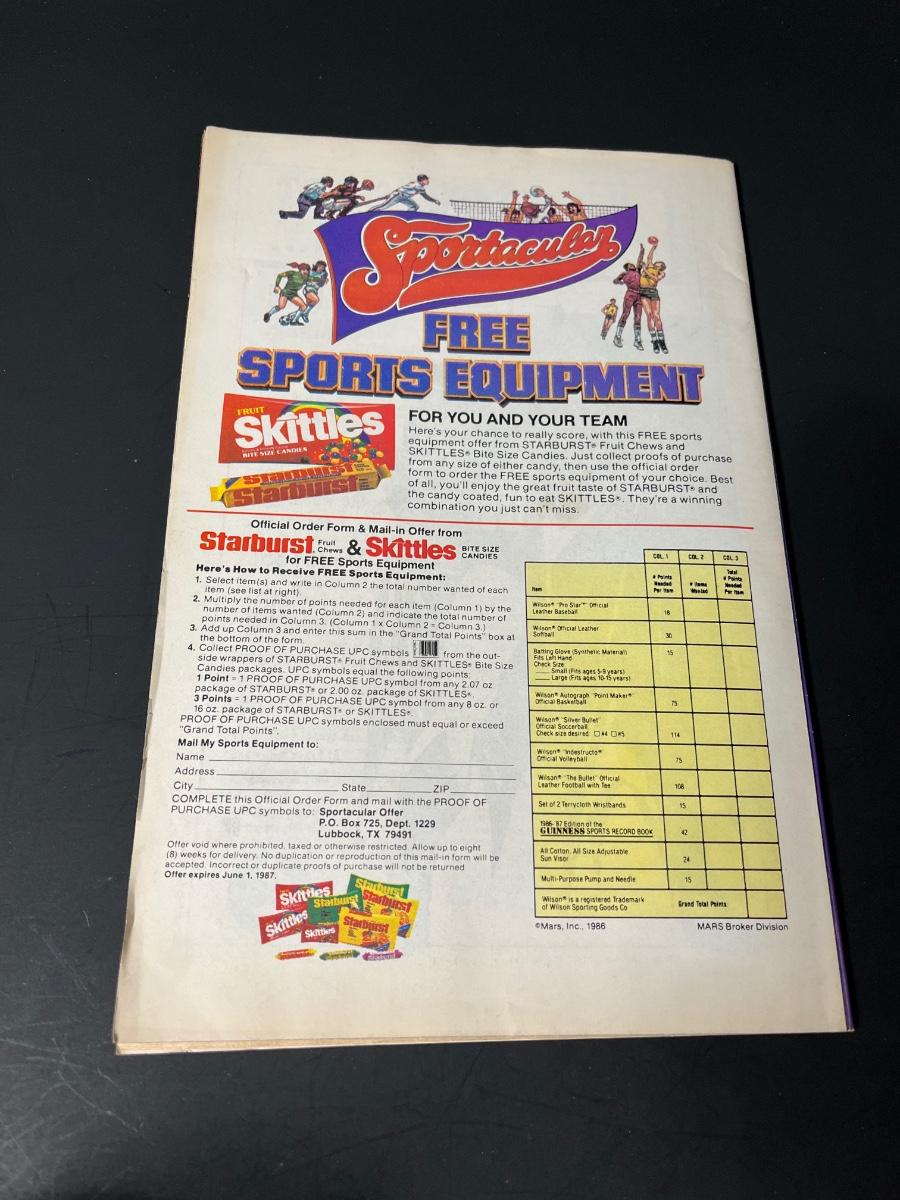 Sportacular
FREE
SPORTS EQUIPMENT
FRUIT
Skittles
BITE SIZE CANDIES
Starburst
Starburst
FOR YOU AND YOUR TEAM
Here's your chance to really score, with this FREE sports
equipment offer from STARBURST® Fruit Chews and
SKITTLES® Bite Size Candies. Just collect proofs of purchase
from any size of either candy, then use the official order
form to order the FREE sports equipment of your choice. Best
of all, you'll enjoy the great fruit taste of STARBURST® and
the candy coated, fun to eat SKITTLES®. They're a winning
combination you just can't miss.
Official Order Form & Mail-in Offer from
Starburst® Fruit Chews & Skittles® BITE SIZE CANDIES
for FREE Sports Equipment
Here's How to Receive FREE Sports Equipment:
1. Select item(s) and write in Column 2 the total number wanted of each
item (see list at right).
2. Multiply the number of points needed for each item (Column 1) by the
number of items wanted (Column 2) and indicate the total number of
points needed in Column 3. (Column 1 x Column 2 = Column 3.)
3. Add up Column 3 and enter this sum in the "Grand Total Points" box at
the bottom of the form.
4. Collect PROOF OF PURCHASE UPC symbols from the out-
side wrappers of STARBURST® Fruit Chews and SKITTLES® Bite Size
Candies packages. UPC symbols equal the following points:
1 Point = 1 PROOF OF PURCHASE UPC symbol from any 2.07 oz
package of STARBURST® or 2.00 oz. package of SKITTLES®.
3 Points = 1 PROOF OF PURCHASE UPC symbol from any 8 oz. or
16 oz. package of STARBURST® or SKITTLES®.
PROOF OF PURCHASE UPC symbols enclosed must equal or exceed
"Grand Total Points".
Mail My Sports Equipment to:
Name
Address
City State ZIP
COMPLETE this Official Order Form and mail with the PROOF OF
PURCHASE UPC symbols to: Sportacular Offer
P.O. Box 725, Dept. 1229
Lubbock, TX 79491
Offer void where prohibited, taxed or otherwise restricted. Allow up to eight
(8) weeks for delivery. No duplication or reproduction of this mail-in form will be
accepted. Incorrect or duplicate proofs of purchase will not be returned
Offer expires June 1, 1987.
Skittles
Starburst
Starburst
Starburst
Skittles
Skittles
Starburst
COL. 1 COL. 2 COL. 3
Item # Points Needed Per Item # Items Wanted Total # Points Needed Per Item
Wilson® "Pro Star"™ Official
Leather Baseball 18
Wilson® Official Leather
Softball 30
Batting Glove (Synthetic Material) 15
Fits Left Hand
Check Size:
Small (Fits ages 5-9 years)
Large (Fits ages 10-15 years)
Wilson® Autograph "Point Maker"®
Official Basketball 75
Wilson® "Silver Bullet"
Official Soccerball.
Check size desired: #4 #5 114
Wilson® "Indestructo®
Official Volleyball 75
Wilson® "The Bullet" Official
Leather Football with Tee 108
Set of 2 Terrycloth Wristbands 15
1986-'87 Edition of the
GUINNESS SPORTS RECORD BOOK 42
All Cotton, All Size Adjustable
Sun Visor 24
Multi-Purpose Pump and Needle 15
Wilson® is a registered Trademark
of Wilson Sporting Goods Co Grand Total Points:
©Mars, Inc., 1986 MARS Broker Division